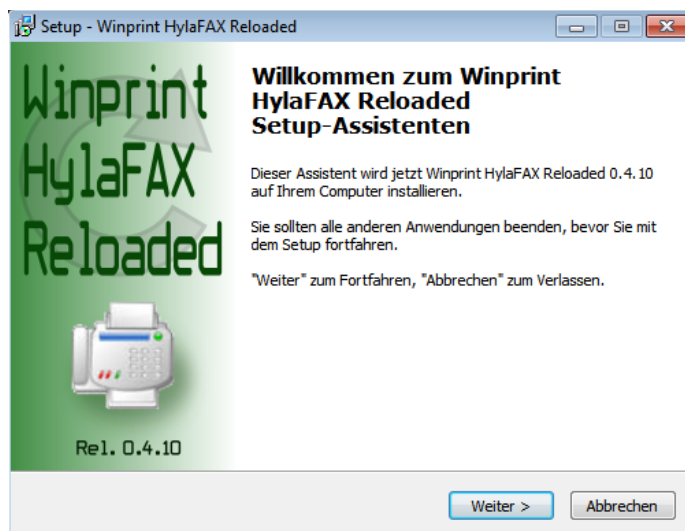 Setup - Winprint HylaFAX Reloaded
Winprint
HylaFAX
Reloaded
Rel. 0.4.10
Willkommen zum Winprint
HylaFAX Reloaded
Setup-Assistenten
Dieser Assistent wird jetzt Winprint HylaFAX Reloaded 0.4.10
auf Ihrem Computer installieren.
Sie sollten alle anderen Anwendungen beenden, bevor Sie mit
dem Setup fortfahren.
"Weiter" zum Fortfahren, "Abbrechen" zum Verlassen.
Weiter >
Abbrechen